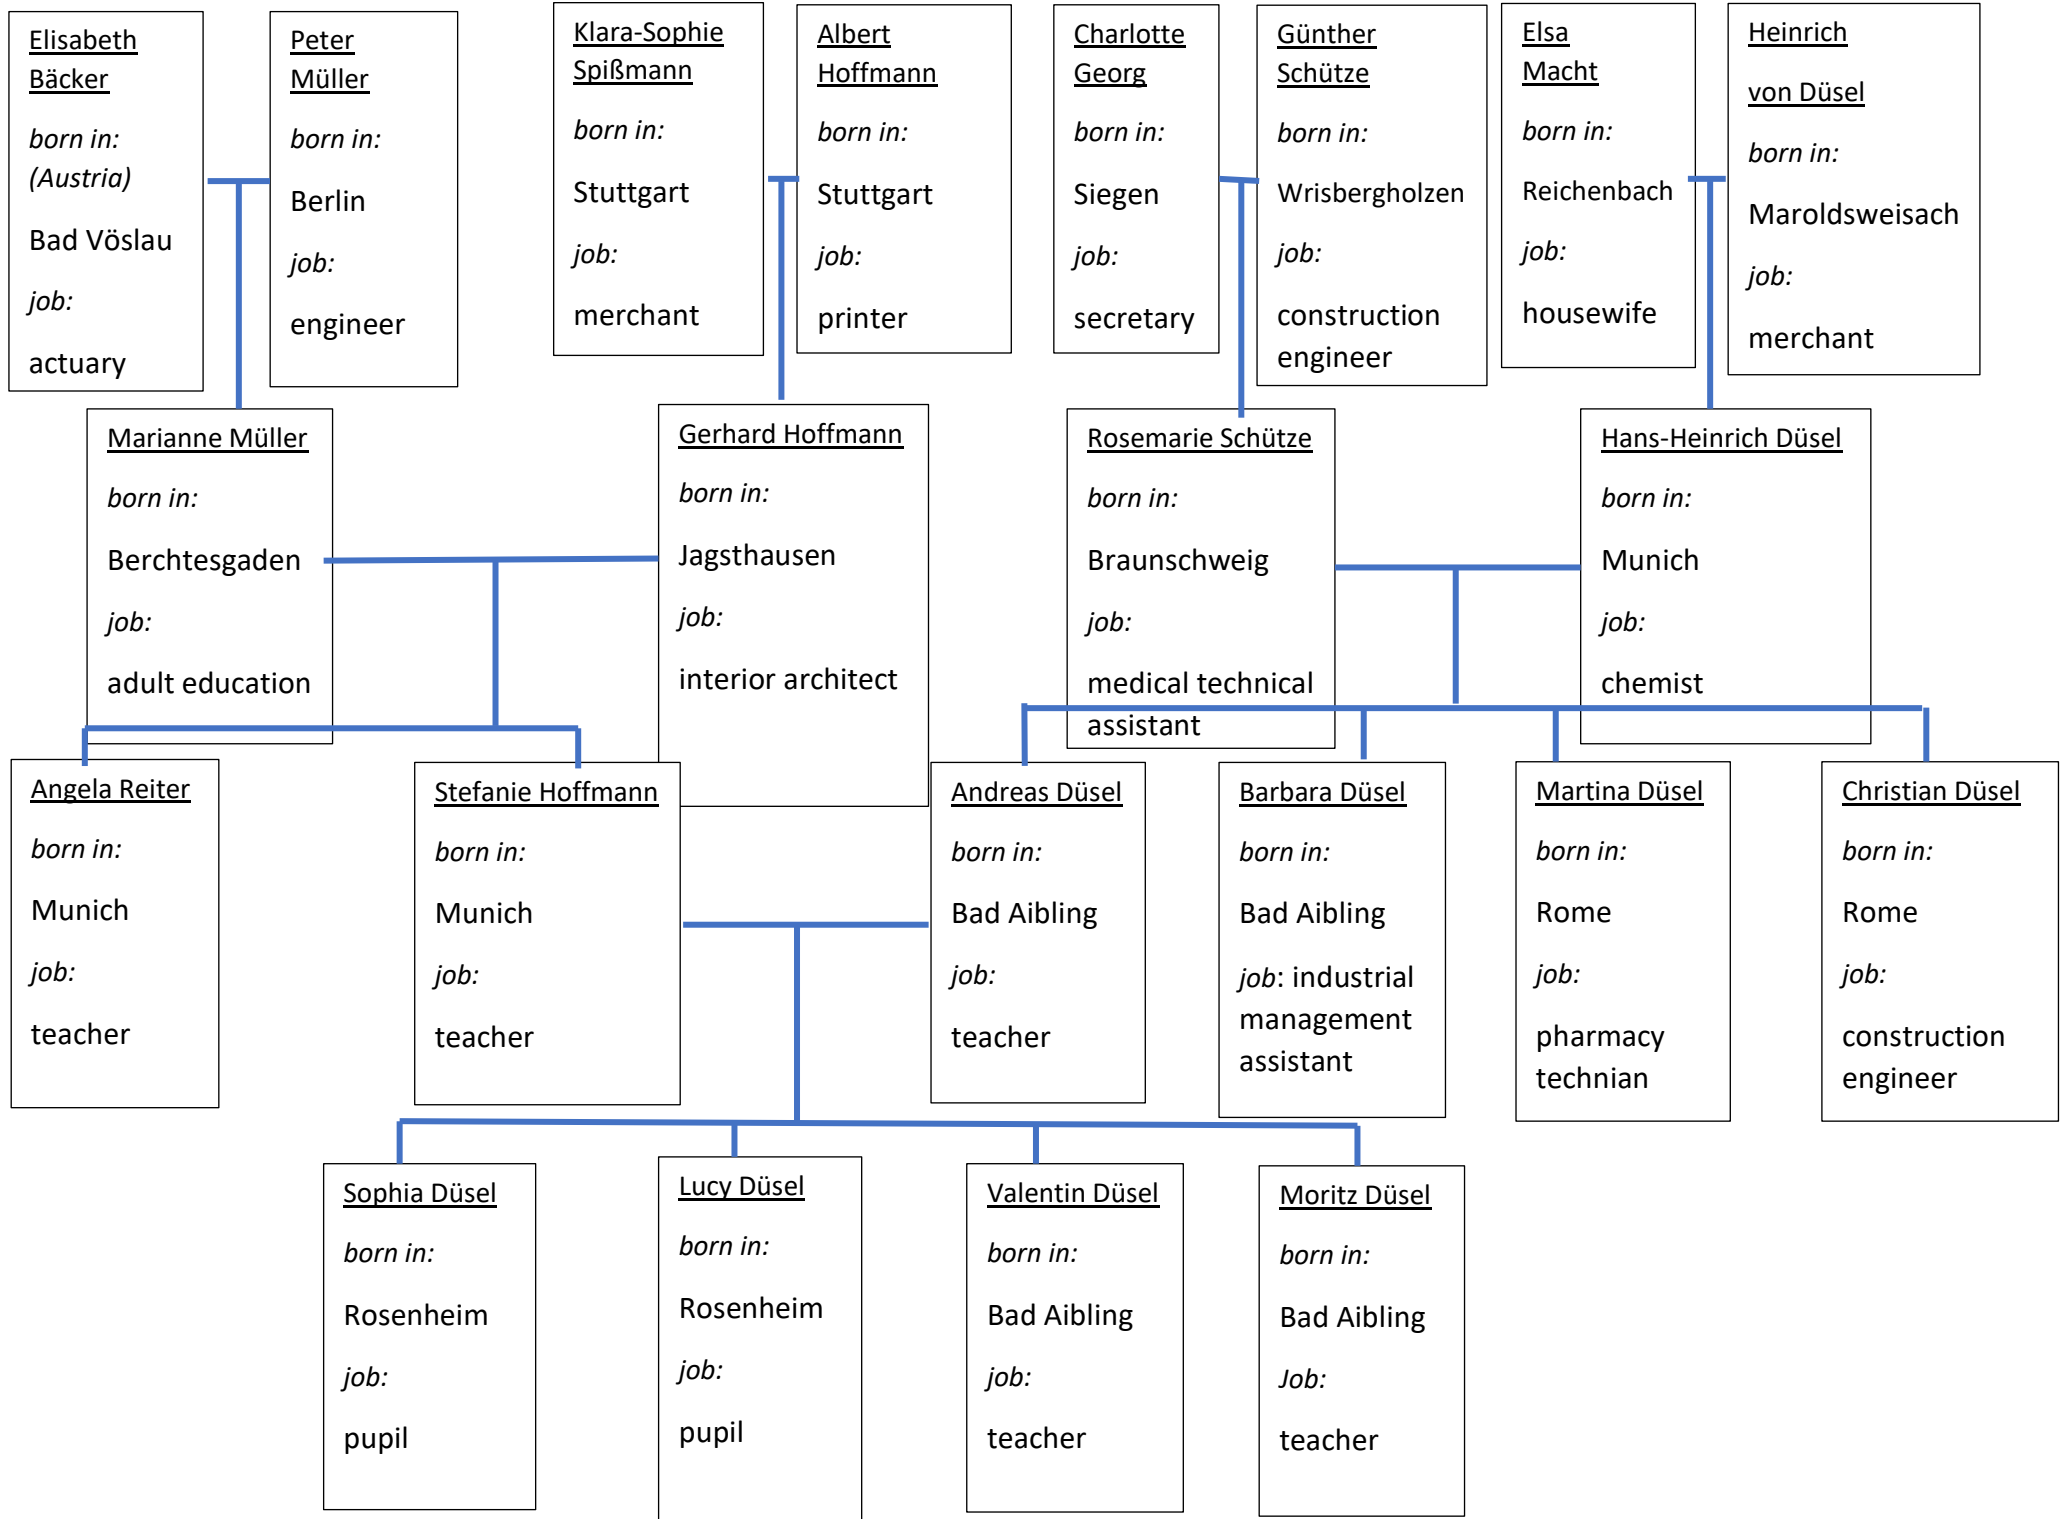 Elisabeth
Bäcker
born in:
(Austria)
Bad Vöslau
job:
actuary
Peter
Müller
born in:
Berlin
job:
engineer
Klara-Sophie
Spißmann
born in:
Stuttgart
job:
merchant
Albert
Hoffmann
born in:
Stuttgart
job:
printer
Charlotte
Georg
born in:
Siegen
job:
secretary
Günther
Schütze
born in:
Wrisbergholzen
job:
construction
engineer
Elsa
Macht
born in:
Reichenbach
job:
housewife
Heinrich
von Düsel
born in:
Maroldsweisach
job:
merchant
Marianne Müller
born in:
Berchtesgaden
job:
adult education
Gerhard Hoffmann
born in:
Jagsthausen
job:
interior architect
Rosemarie Schütze
born in:
Braunschweig
job:
medical technical
assistant
Hans-Heinrich Düsel
born in:
Munich
job:
chemist
Angela Reiter
born in:
Munich
job:
teacher
Stefanie Hoffmann
born in:
Munich
job:
teacher
Andreas Düsel
born in:
Bad Aibling
job:
teacher
Barbara Düsel
born in:
Bad Aibling
job: industrial
management
assistant
Martina Düsel
born in:
Rome
job:
pharmacy
technian
Christian Düsel
born in:
Rome
job:
construction
engineer
Sophia Düsel
born in:
Rosenheim
job:
pupil
Lucy Düsel
born in:
Rosenheim
job:
pupil
Valentin Düsel
born in:
Bad Aibling
job:
teacher
Moritz Düsel
born in:
Bad Aibling
Job:
teacher